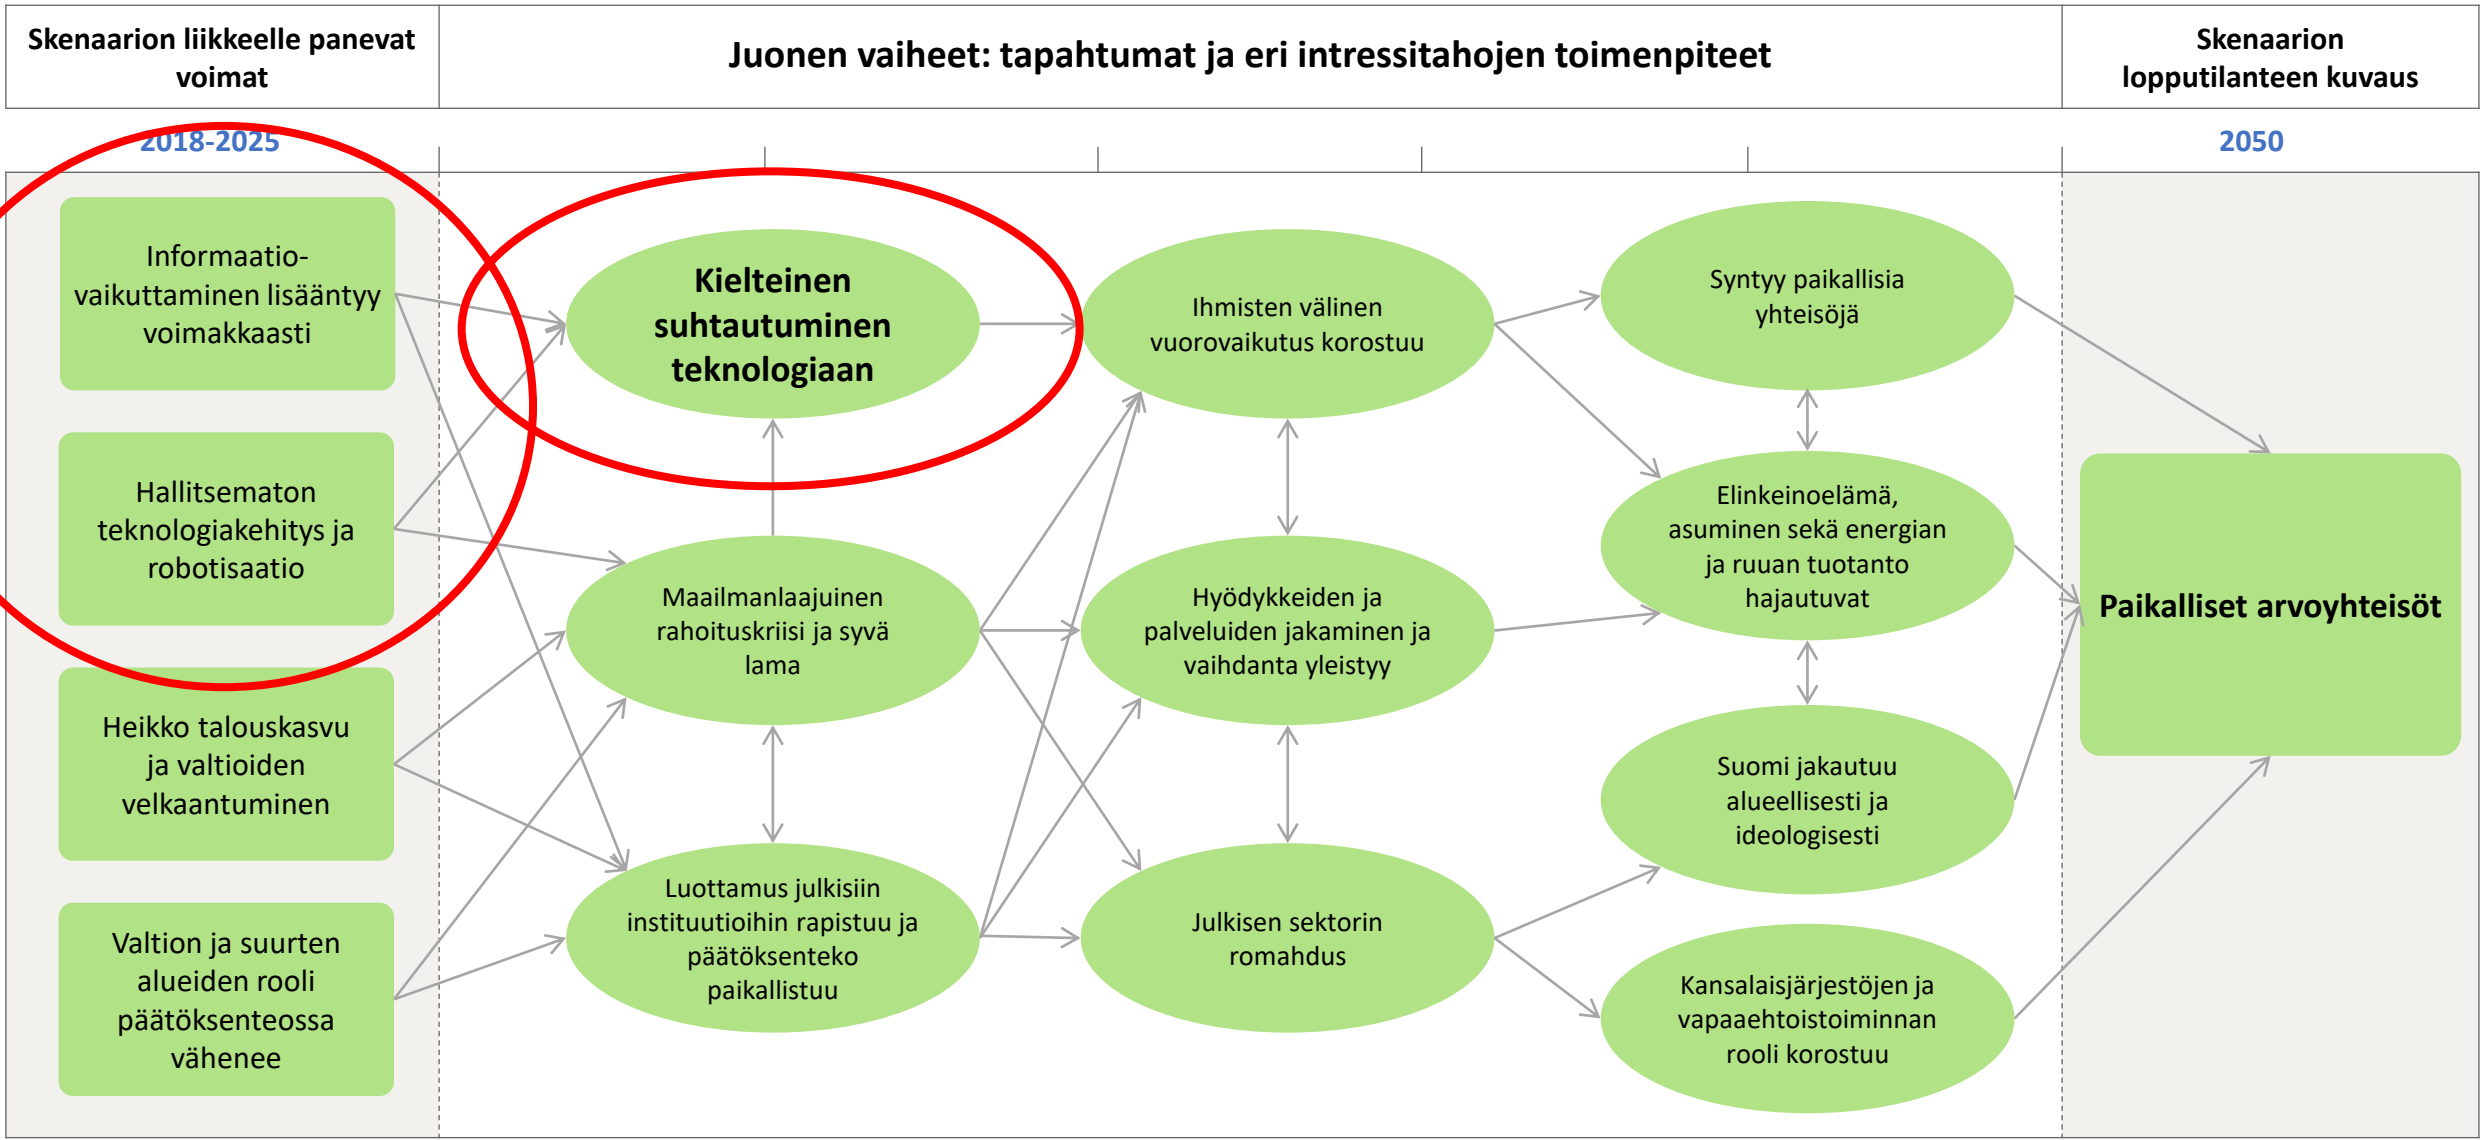 Skenaarion liikkeelle panevat
voimat
Juonen vaiheet: tapahtumat ja eri intressitahojen toimenpiteet
Skenaarion
lopputilanteen kuvaus
2018-2025
2050
Informaatio-
vaikuttaminen lisääntyy
voimakkaasti
Hallitsematon
teknologiakehitys ja
robotisaatio
Heikko talouskasvu
ja valtioiden
velkaantuminen
Valtion ja suurten
alueiden rooli
päätöksenteossa
vähenee
Kielteinen
suhtautuminen
teknologiaan
Maailmanlaajuinen
rahoituskriisi ja syvä
lama
Luottamus julkisiin
instituutioihin rapistuu ja
päätöksenteko
paikallistuu
Ihmisten välinen
vuorovaikutus korostuu
Hyödykkeiden ja
palveluiden jakaminen ja
vaihdanta yleistyy
Julkisen sektorin
romahdus
Syntyy paikallisia
yhteisöjä
Elinkeinoelämä,
asuminen sekä energian
ja ruuan tuotanto
hajautuvat
Suomi jakautuu
alueellisesti ja
ideologisesti
Kansalaisjärjestöjen ja
vapaaehtoistoiminnan
rooli korostuu
Paikalliset arvoyhteisöt